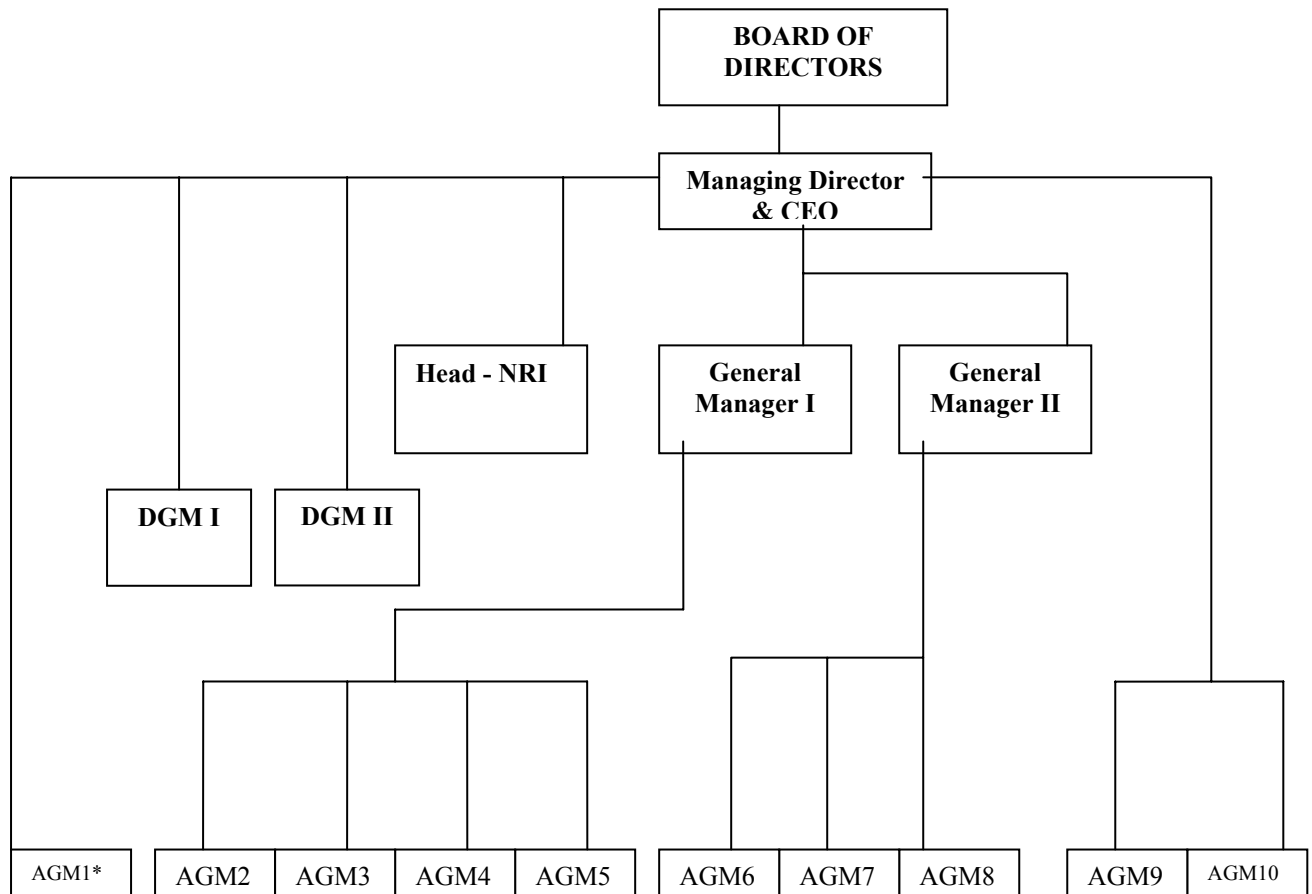 BOARD OF
DIRECTORS
Managing Director
& CEO
Head - NRI
General
Manager I
General
Manager II
DGM I
DGM II
AGM1*
AGM2
AGM3
AGM4
AGM5
AGM6
AGM7
AGM8
AGM9
AGM10